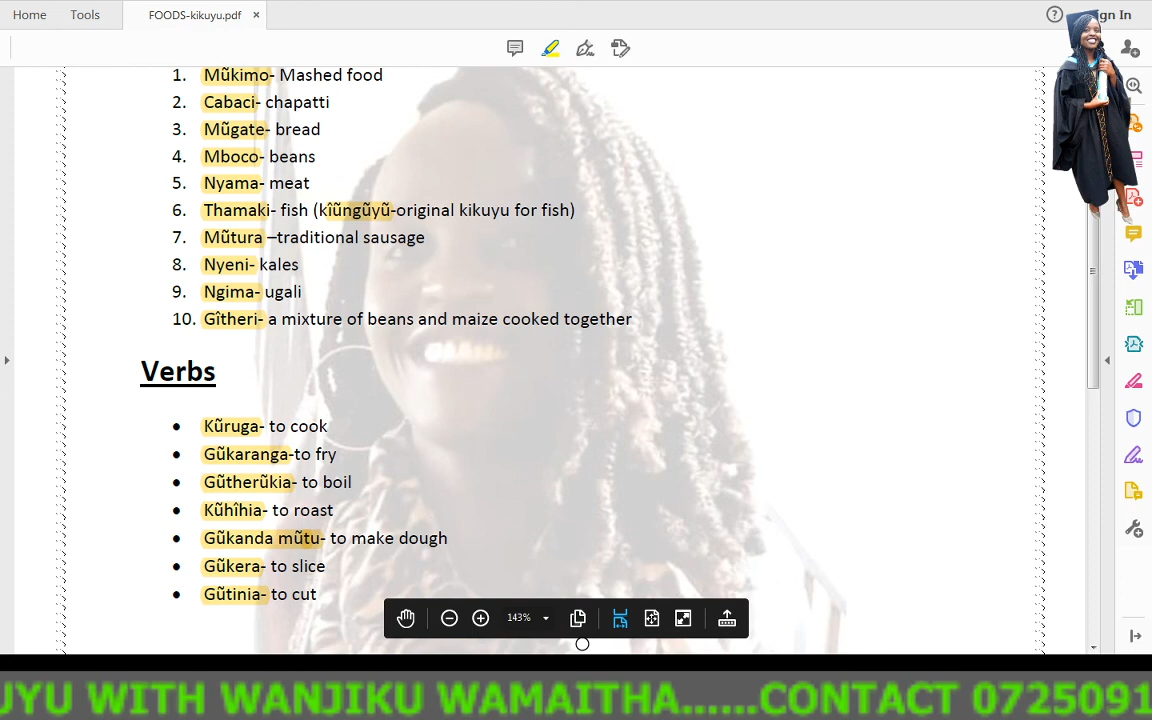 Home Tools FOODS-kikuyu.pdf × ? gn In
1. Mũkimo- Mashed food
2. Cabaci- chapatti
3. Mũgate- bread
4. Mboco- beans
5. Nyama- meat
6. Thamaki- fish (kîũngũyũ-original kikuyu for fish)
7. Mũtura –traditional sausage
8. Nyeni- kales
9. Ngima- ugali
10. Gîtheri- a mixture of beans and maize cooked together
Verbs
• Kũruga- to cook
• Gũkaranga-to fry
• Gũtherũkia- to boil
• Kũhîhia- to roast
• Gũkanda mũtu- to make dough
• Gũkera- to slice
• Gũtinia- to cut
143%
UYU WITH WANJIKU WAMAITHA......CONTACT 0725091